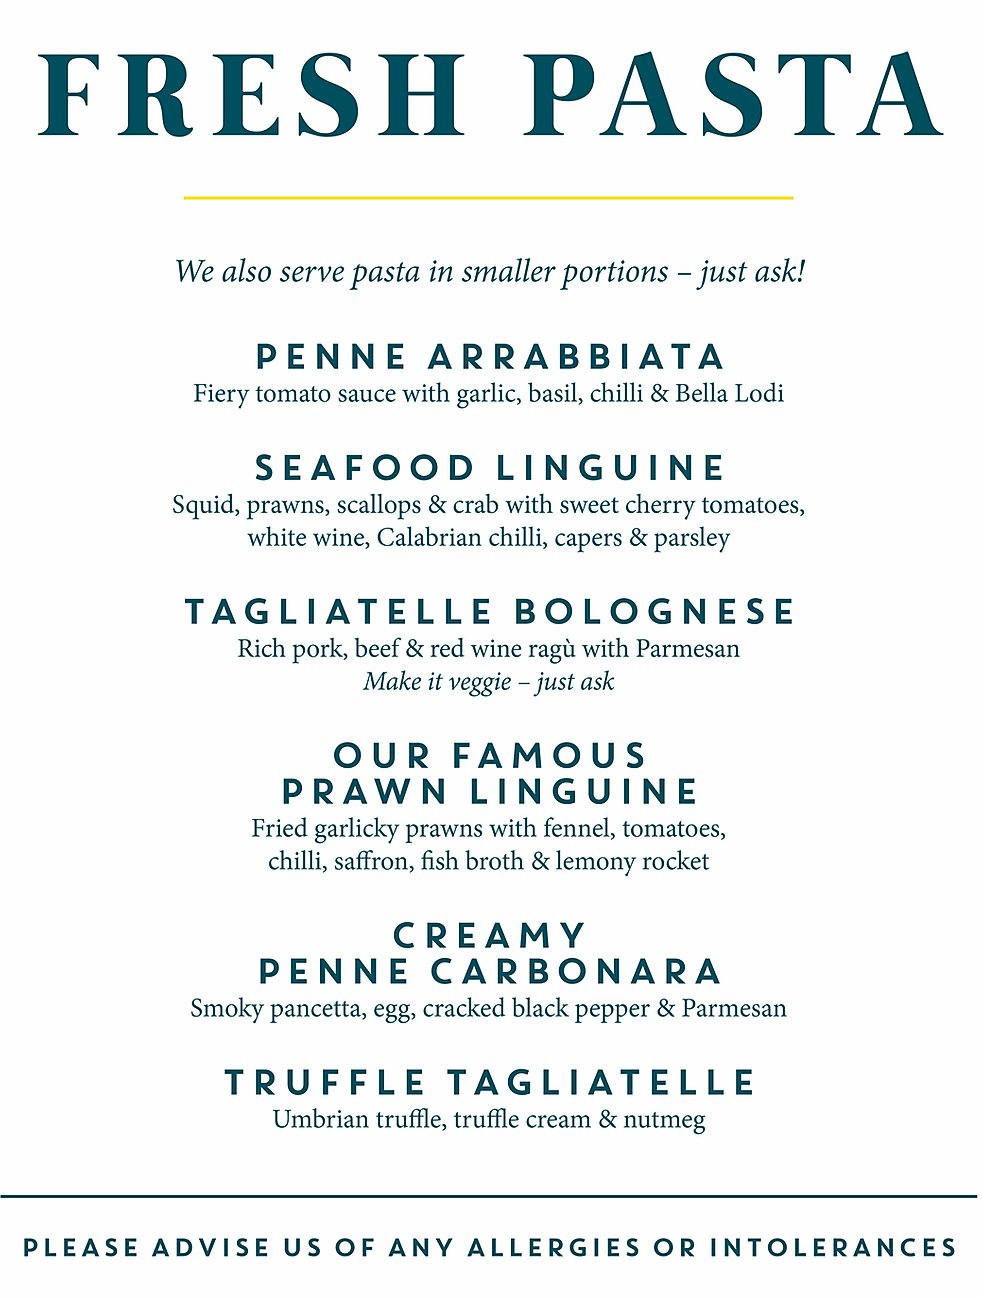 FRESH PASTA
We also serve pasta in smaller portions – just ask!
PENNE ARRABBIATA
Fiery tomato sauce with garlic, basil, chilli & Bella Lodi
SEAFOOD LINGUINE
Squid, prawns, scallops & crab with sweet cherry tomatoes,
white wine, Calabrian chilli, capers & parsley
TAGLIATELLE BOLOGNESE
Rich pork, beef & red wine ragù with Parmesan
Make it veggie – just ask
OUR FAMOUS
PRAWN LINGUINE
Fried garlicky prawns with fennel, tomatoes,
chilli, saffron, fish broth & lemony rocket
CREAMY
PENNE CARBONARA
Smoky pancetta, egg, cracked black pepper & Parmesan
TRUFFLE TAGLIATELLE
Umbrian truffle, truffle cream & nutmeg
PLEASE ADVISE US OF ANY ALLERGIES OR INTOLERANCES